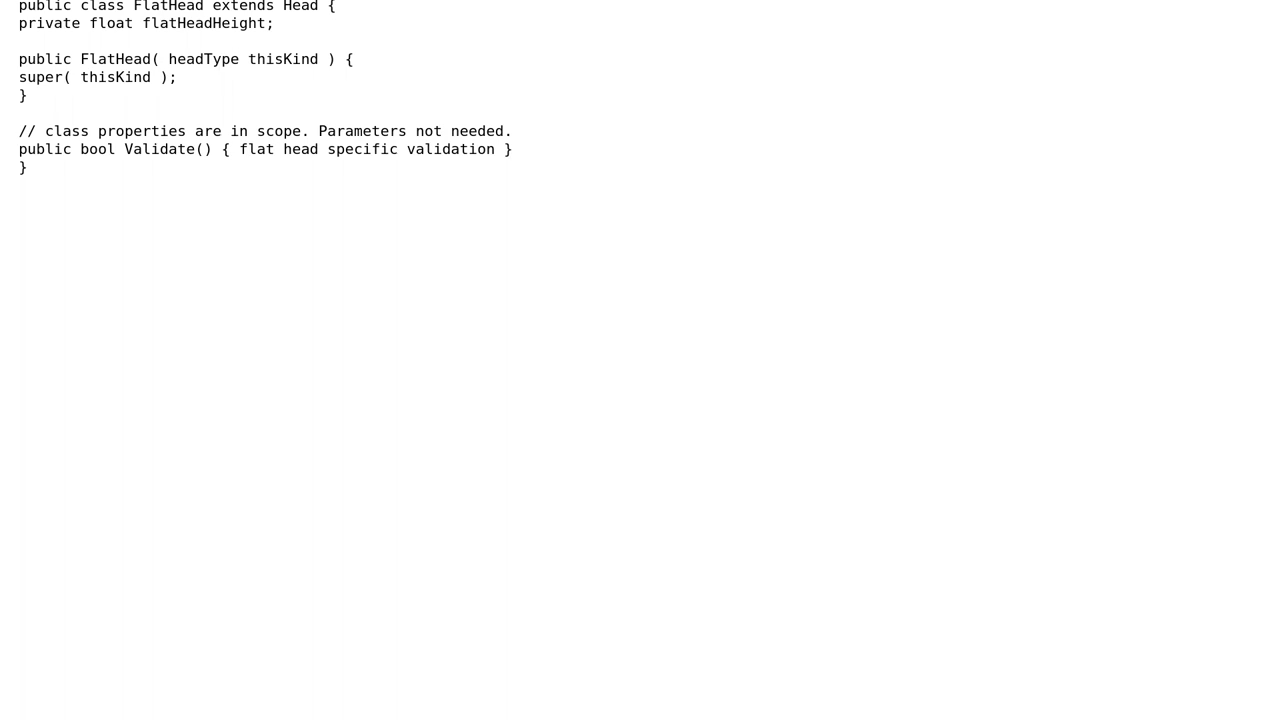 public class FlatHead extends Head {
private float flatHeadHeight;
public FlatHead( headType thisKind ) {
super( thisKind );
}
// class properties are in scope. Parameters not needed.
public bool Validate() { flat head specific validation }
}